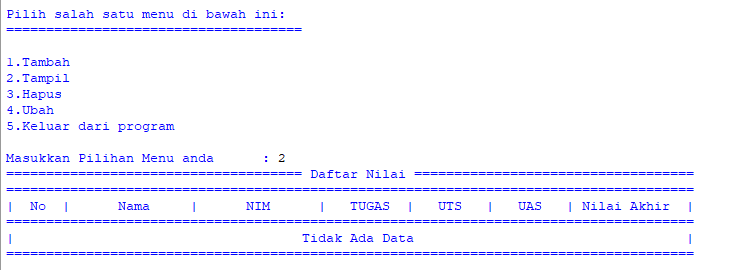 Pilih salah satu menu di bawah ini:
=====================================

1.Tambah
2.Tampil
3.Hapus
4.Ubah
5.Keluar dari program

Masukkan Pilihan Menu anda      : 2
===================================== Daftar Nilai ===================================
======================================================================================
|  No  |      Nama     |      NIM      |   TUGAS  |   UTS   |   UAS   | Nilai Akhir  |
======================================================================================
|                                    Tidak Ada Data                                  |
======================================================================================